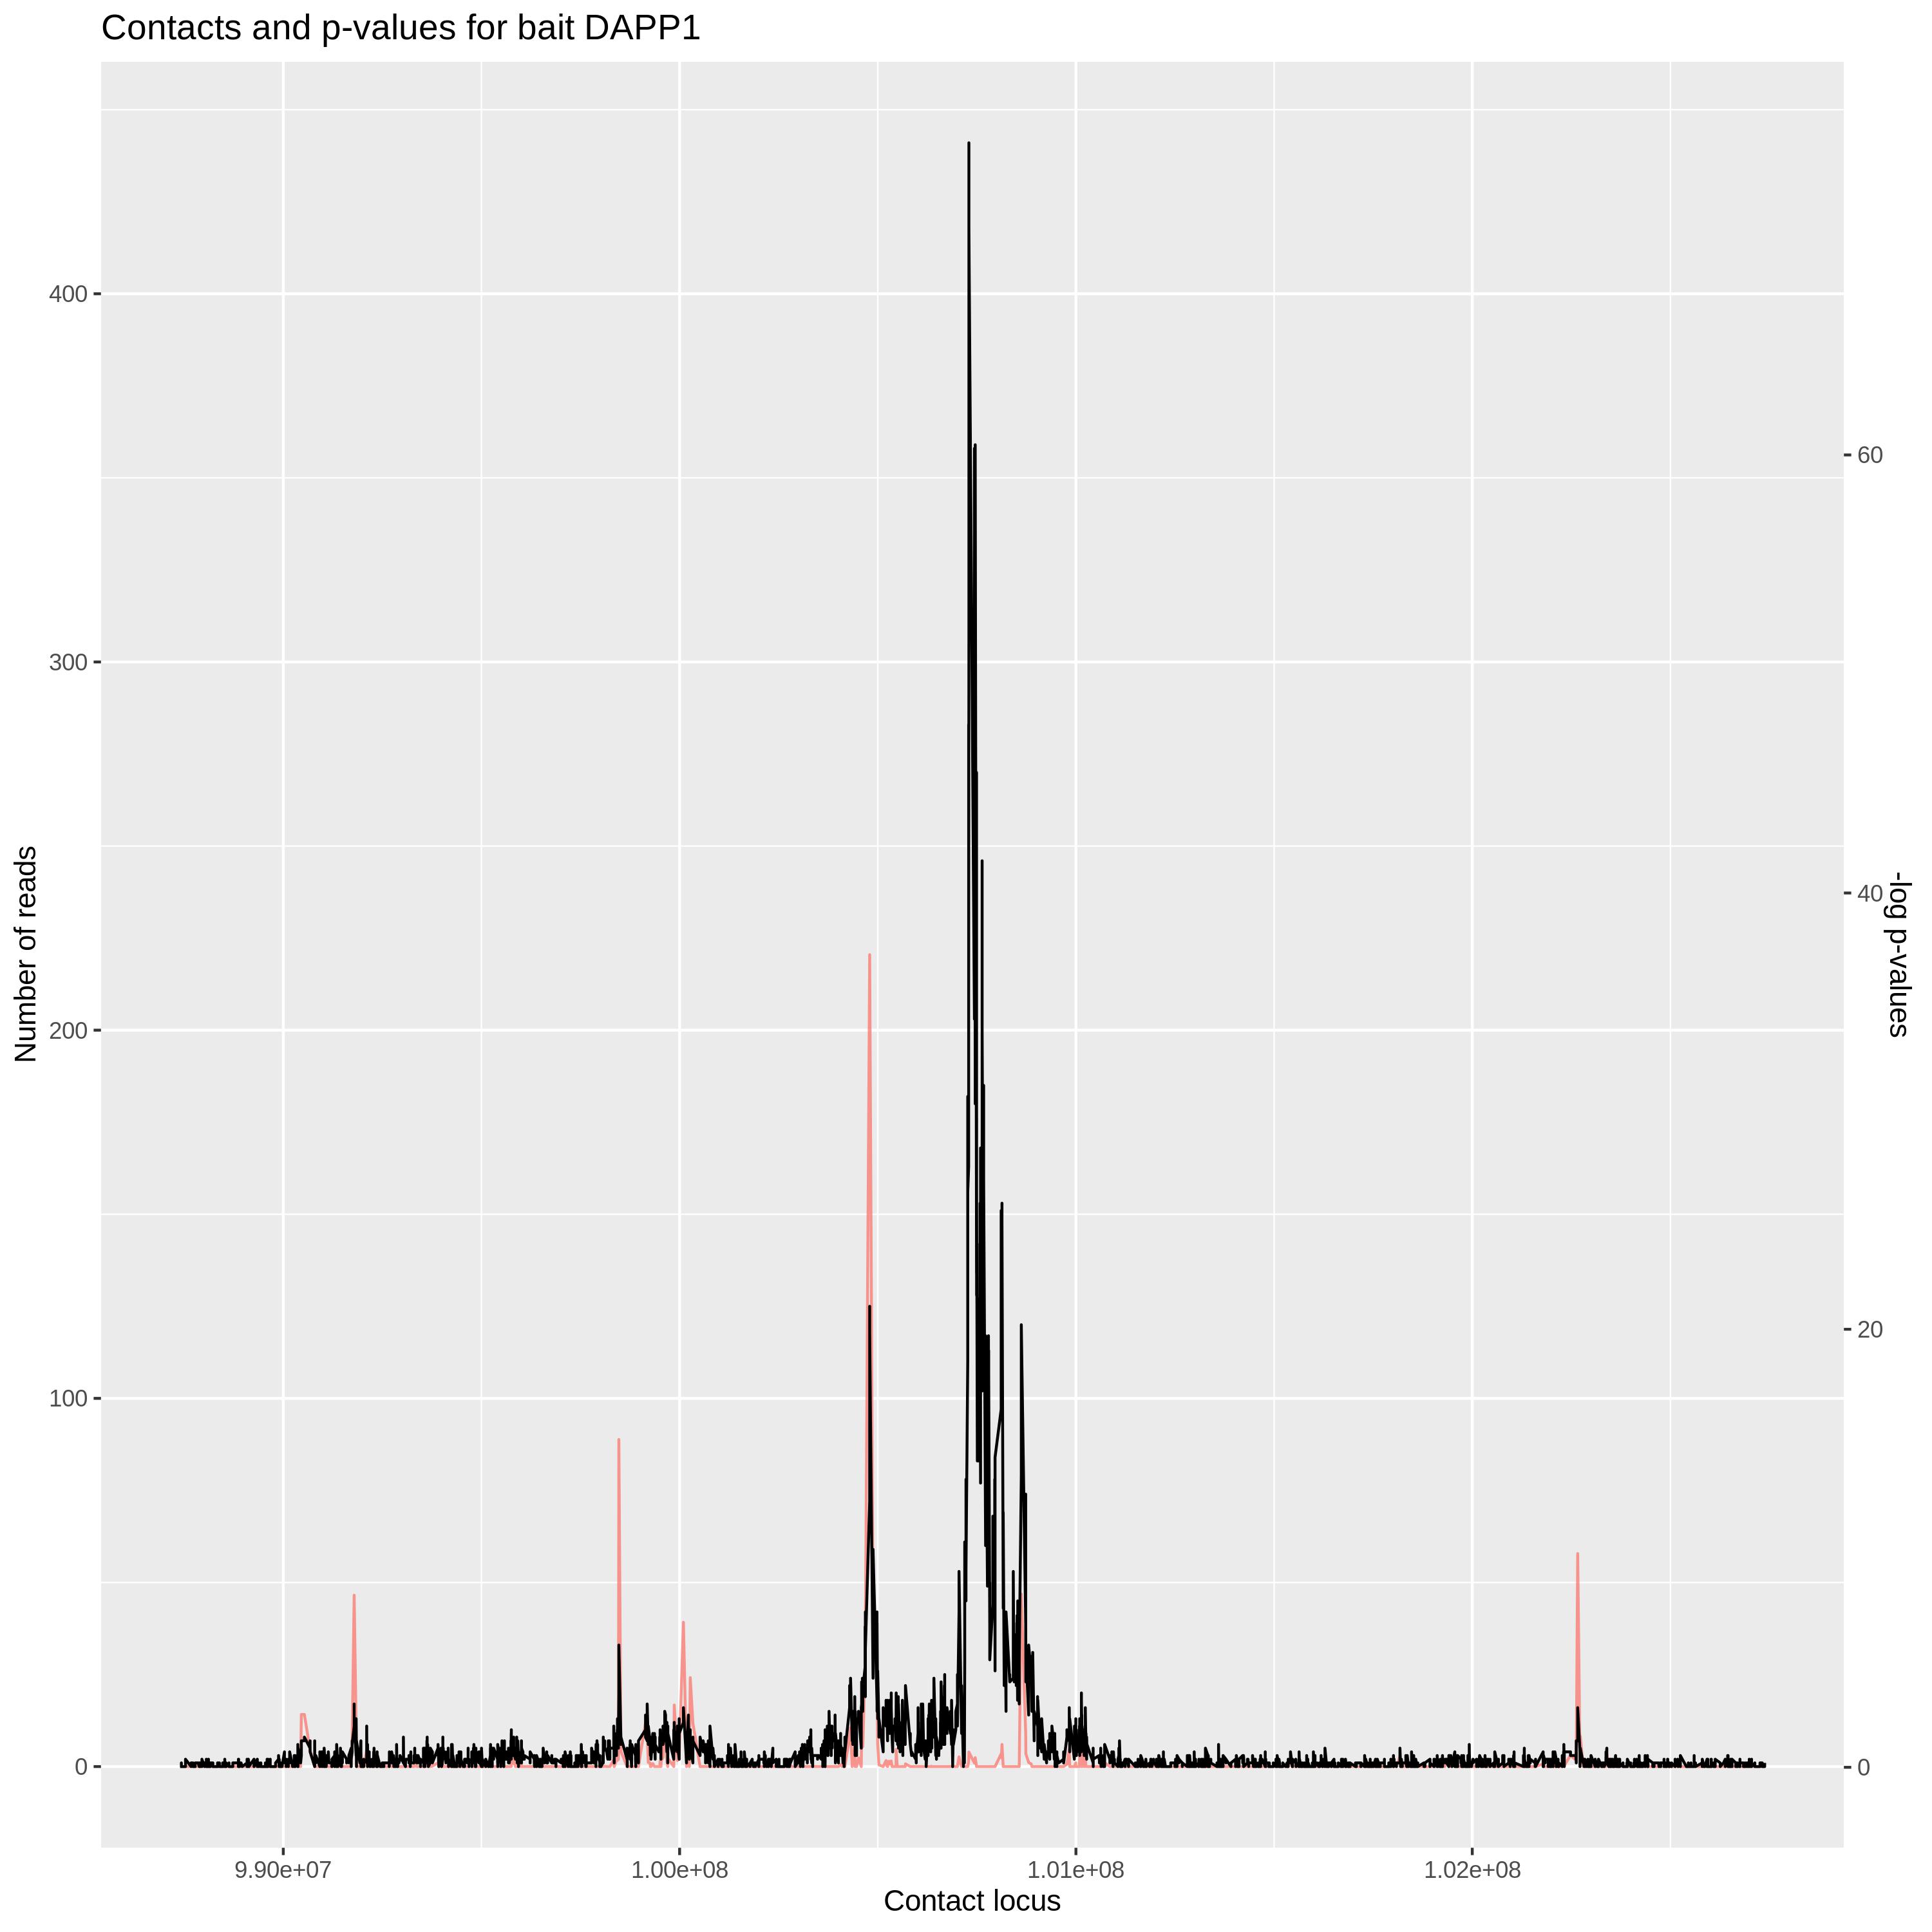 Contacts and p-values for bait DAPP1
Number of reads
400
300
200
100
0
60
40
20
0
-log p-values
9.90e+07
1.00e+08
1.01e+08
1.02e+08
Contact locus